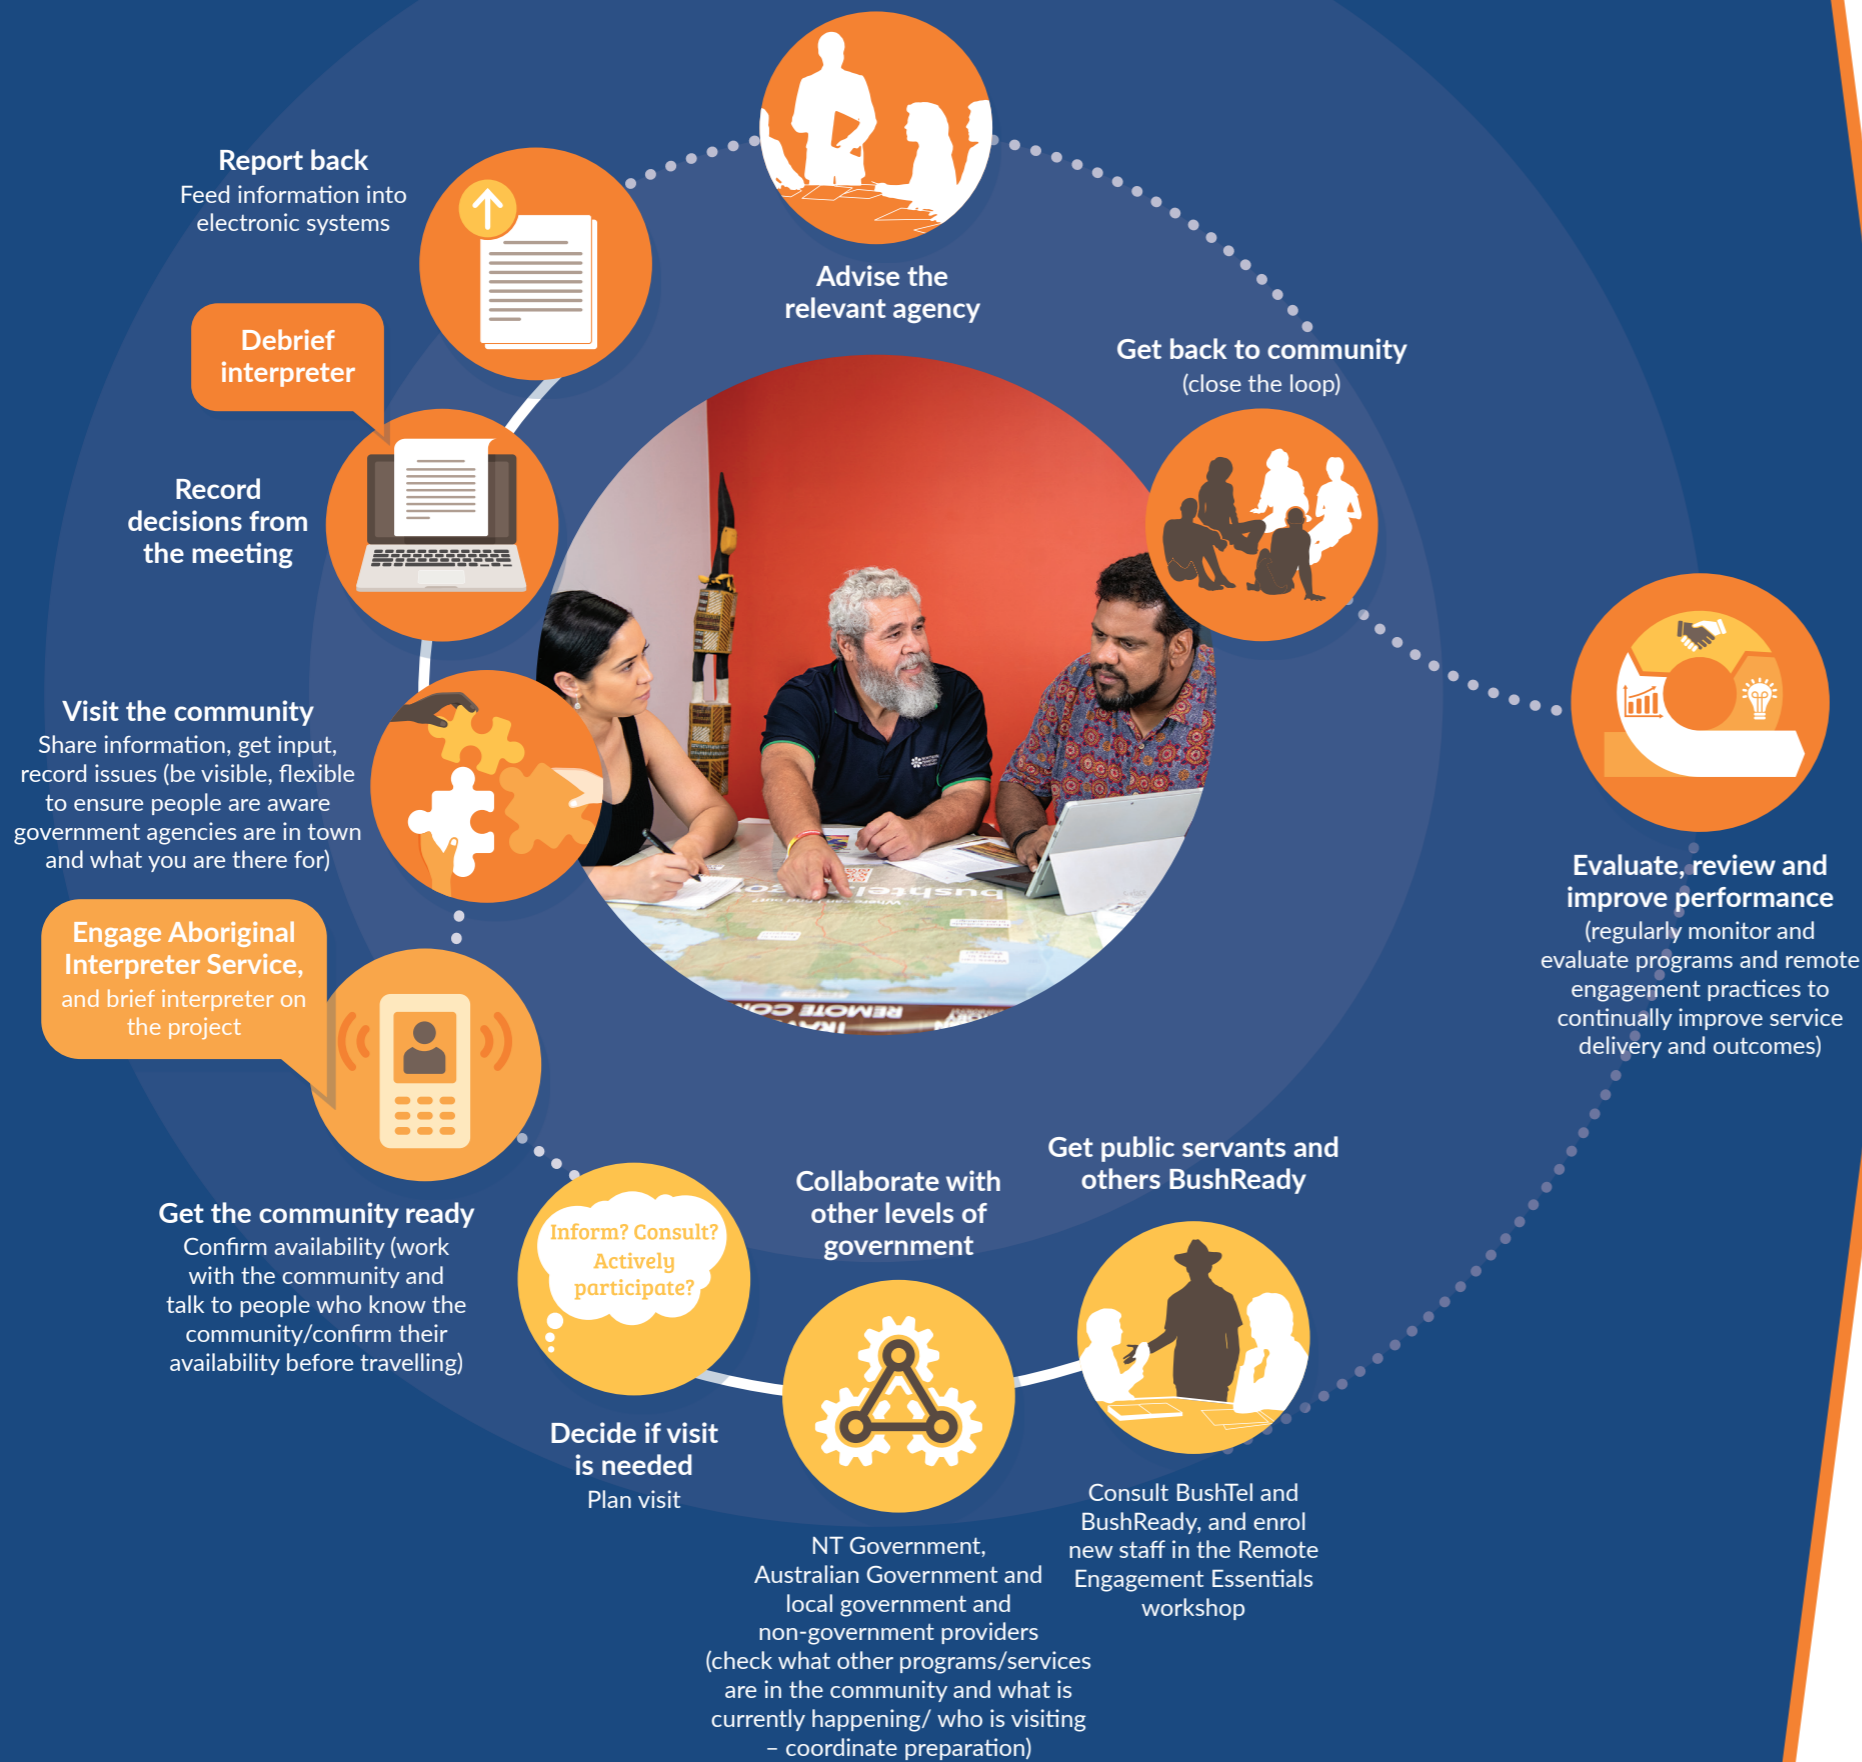 Report back
Feed information into
electronic systems
Advise the
relevant agency
Get back to community
(close the loop)
Debrief
interpreter
Record
decisions from
the meeting
Visit the community
Share information, get input,
record issues (be visible, flexible
to ensure people are aware
government agencies are in town
and what you are there for)
Engage Aboriginal
Interpreter Service,
and brief interpreter on
the project
Get the community ready
Confirm availability (work
with the community and
talk to people who know the
community/confirm their
availability before travelling)
Inform? Consult?
Actively
participate?
Decide if visit
is needed
Plan visit
Collaborate with
other levels of
government
NT Government,
Australian Government and
local government and
non-government providers
(check what other programs/services
are in the community and what is
currently happening/ who is visiting
– coordinate preparation)
Get public servants and
others BushReady
Consult BushTel and
BushReady, and enrol
new staff in the Remote
Engagement Essentials
workshop
Evaluate, review and
improve performance
(regularly monitor and
evaluate programs and remote
engagement practices to
continually improve service
delivery and outcomes)
bushtel
REMOTE